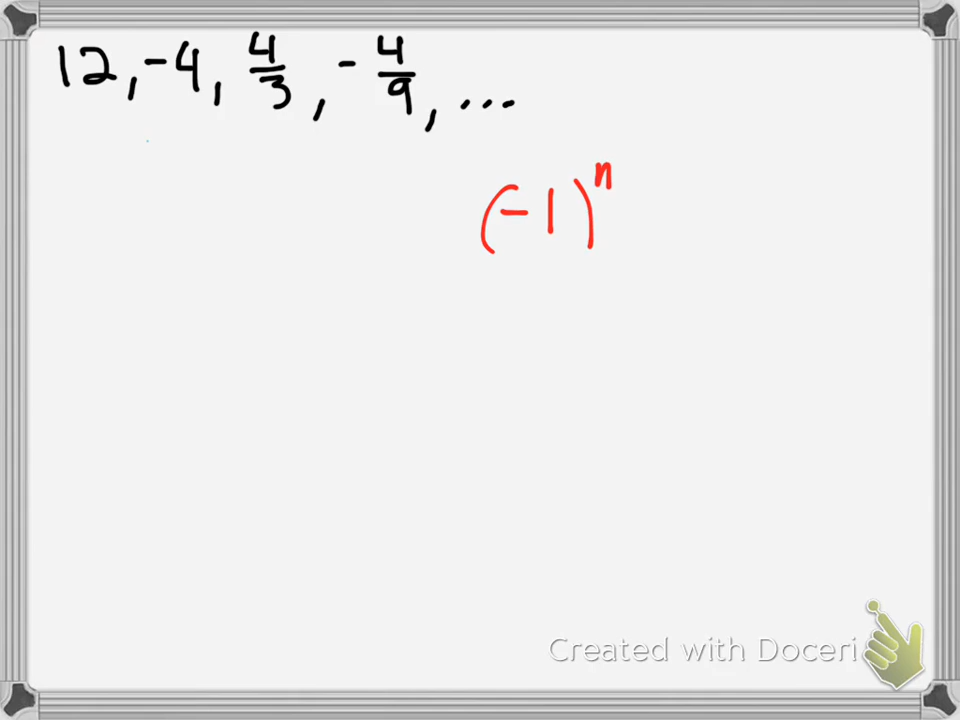 12, -4, 4/3, -4/9, ...
(-1)^n
Created with Doceri